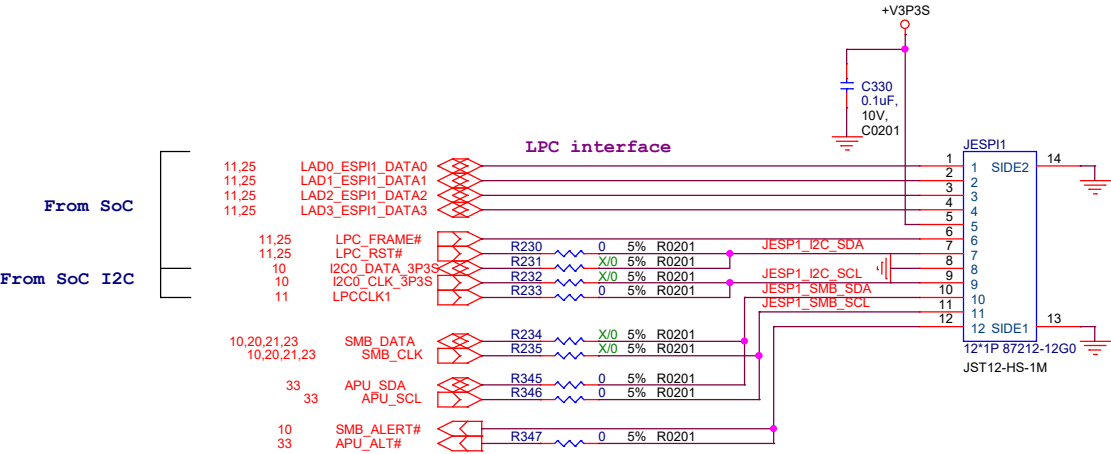 +V3P3S
C330
0.1uF,
10V,
C0201
LPC interface
JESPI1
11,25 LAD0_ESPI1_DATA0 1 1 SIDE2 14
11,25 LAD1_ESPI1_DATA1 2 2
11,25 LAD2_ESPI1_DATA2 3 3
From SoC
11,25 LAD3_ESPI1_DATA3 4 4
5 5
11,25 LPC_FRAME# 6 6
11,25 LPC_RST# R230 0 5% R0201 JESP1_I2C_SDA 7 7
10 I2C0_DATA_3P3S R231 X/0 5% R0201 8 8
From SoC I2C
10 I2C0_CLK_3P3S R232 X/0 5% R0201 JESP1_I2C_SCL 9 9
11 LPCCLK1 R233 0 5% R0201 JESP1_SMB_SDA 10 10
JESP1_SMB_SCL 11 11
12 12 SIDE1 13
10,20,21,23 SMB_DATA R234 X/0 5% R0201
10,20,21,23 SMB_CLK R235 X/0 5% R0201
12*1P 87212-12G0
JST12-HS-1M
33 APU_SDA R345 0 5% R0201
33 APU_SCL R346 0 5% R0201
10 SMB_ALERT#
33 APU_ALT# R347 0 5% R0201